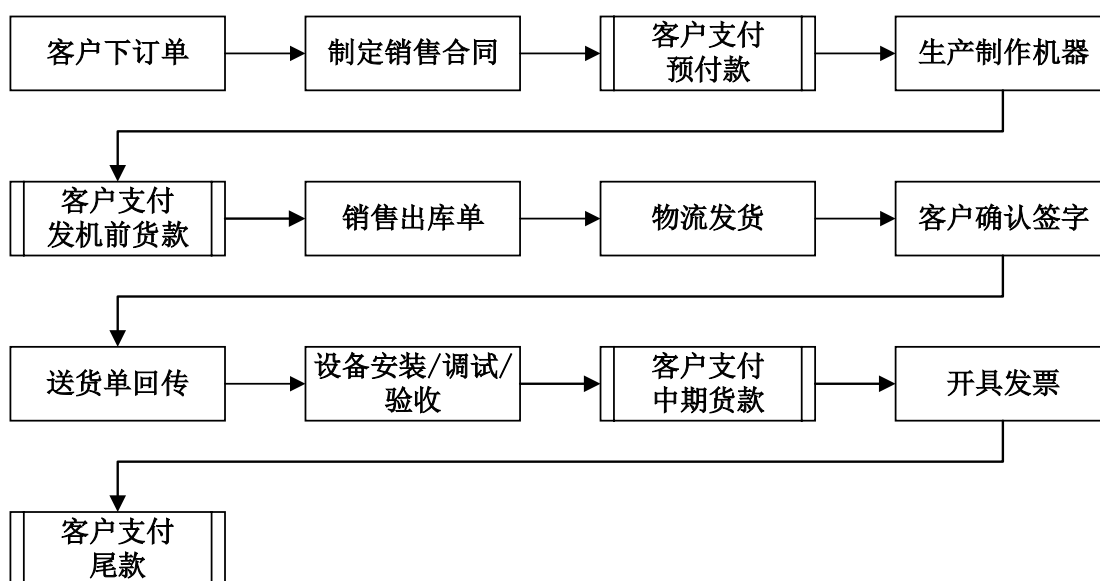 客户下订单
制定销售合同
客户支付
预付款
生产制作机器
客户支付
发机前货款
销售出库单
物流发货
客户确认签字
送货单回传
设备安装/调试/
验收
客户支付
中期货款
开具发票
客户支付
尾款